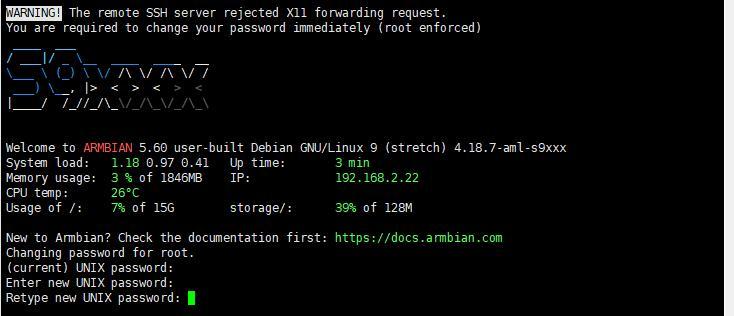 WARNING! The remote SSH server rejected X11 forwarding request.
You are required to change your password immediately (root enforced)
S9xxx
Welcome to ARMBIAN 5.60 user-built Debian GNU/Linux 9 (stretch) 4.18.7-aml-s9xxx
System load: 1.18 0.97 0.41 Up time: 3 min
Memory usage: 3 % of 1846MB IP: 192.168.2.22
CPU temp: 26°C
Usage of /: 7% of 15G storage/: 39% of 128M
New to Armbian? Check the documentation first: https://docs.armbian.com
Changing password for root.
(current) UNIX password:
Enter new UNIX password:
Retype new UNIX password: